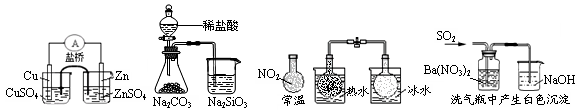 A
盐桥
Cu
Zn
CuSO₄
ZnSO₄
稀盐酸
Na₂CO₃
Na₂SiO₃
NO₂
常温
热水
冰水
SO₂
Ba(NO₃)₂
NaOH
洗气瓶中产生白色沉淀